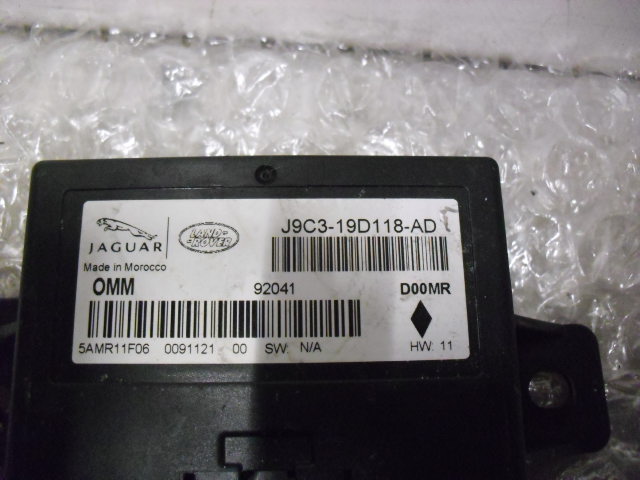 J9C3-19D118-AD
JAGUAR
LAND-
ROVER
Made in Morocco
OMM 92041 D00MR
5AMR11F06 0091121 00 SW: N/A HW: 11